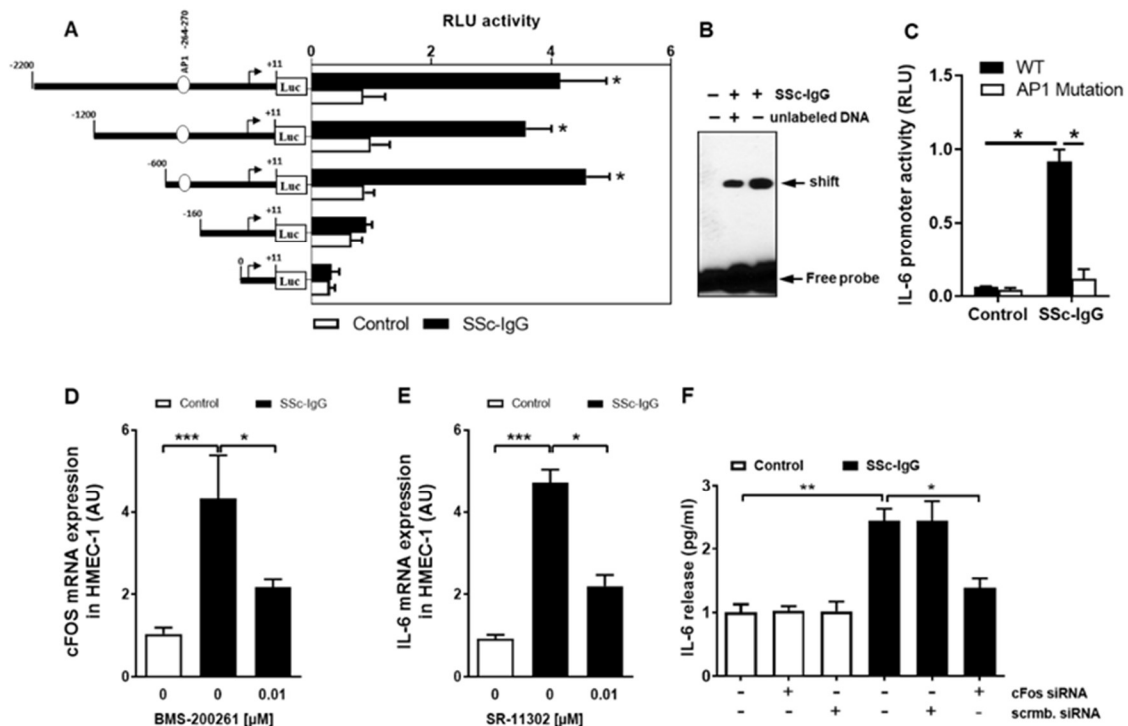 A
RLU activity
0 2 4 6
AP1 -264-270
-2200
+11
Luc
*
-1200
+11
Luc
*
-600
+11
Luc
*
-160
+11
Luc
0
+11
Luc
Control SSc-IgG
B
- + + SSc-IgG
- + - unlabeled DNA
shift
Free probe
C
WT
AP1 Mutation
IL-6 promoter activity (RLU)
1.5
1.0
0.5
0.0
* *
Control SSc-IgG
D
Control SSc-IgG
cFOS mRNA expression
in HMEC-1 (AU)
6
4
2
0
*** *
0 0 0.01
BMS-200261 [µM]
E
Control SSc-IgG
IL-6 mRNA expression
in HMEC-1 (AU)
6
4
2
0
*** *
0 0 0.01
SR-11302 [µM]
F
Control SSc-IgG
IL-6 release (pg/ml)
3
2
1
0
** *
- + - - - + cFos siRNA
- - + - + - scrmb. siRNA